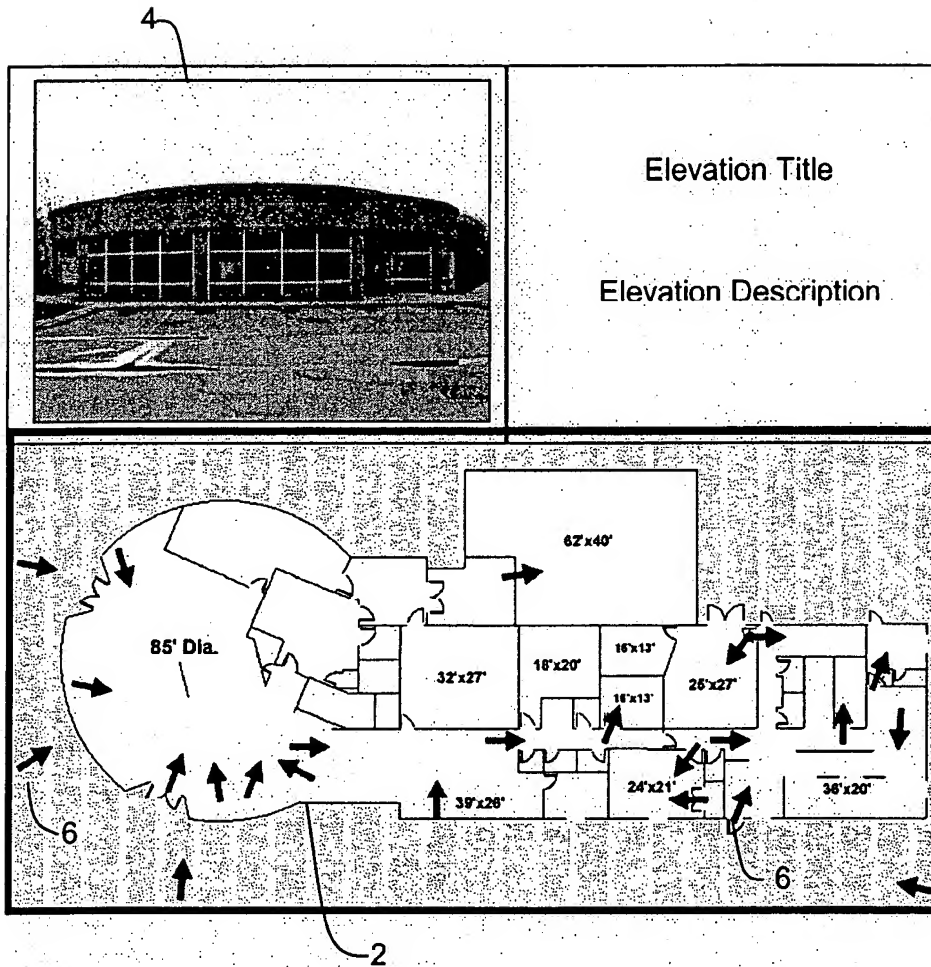 4
Elevation Title
Elevation Description
62'x40'
85' Dia.
32'x27'
18'x20'
16'x13'
16'x13'
25'x27'
39'x26'
24'x21'
36'x20'
6
6
2